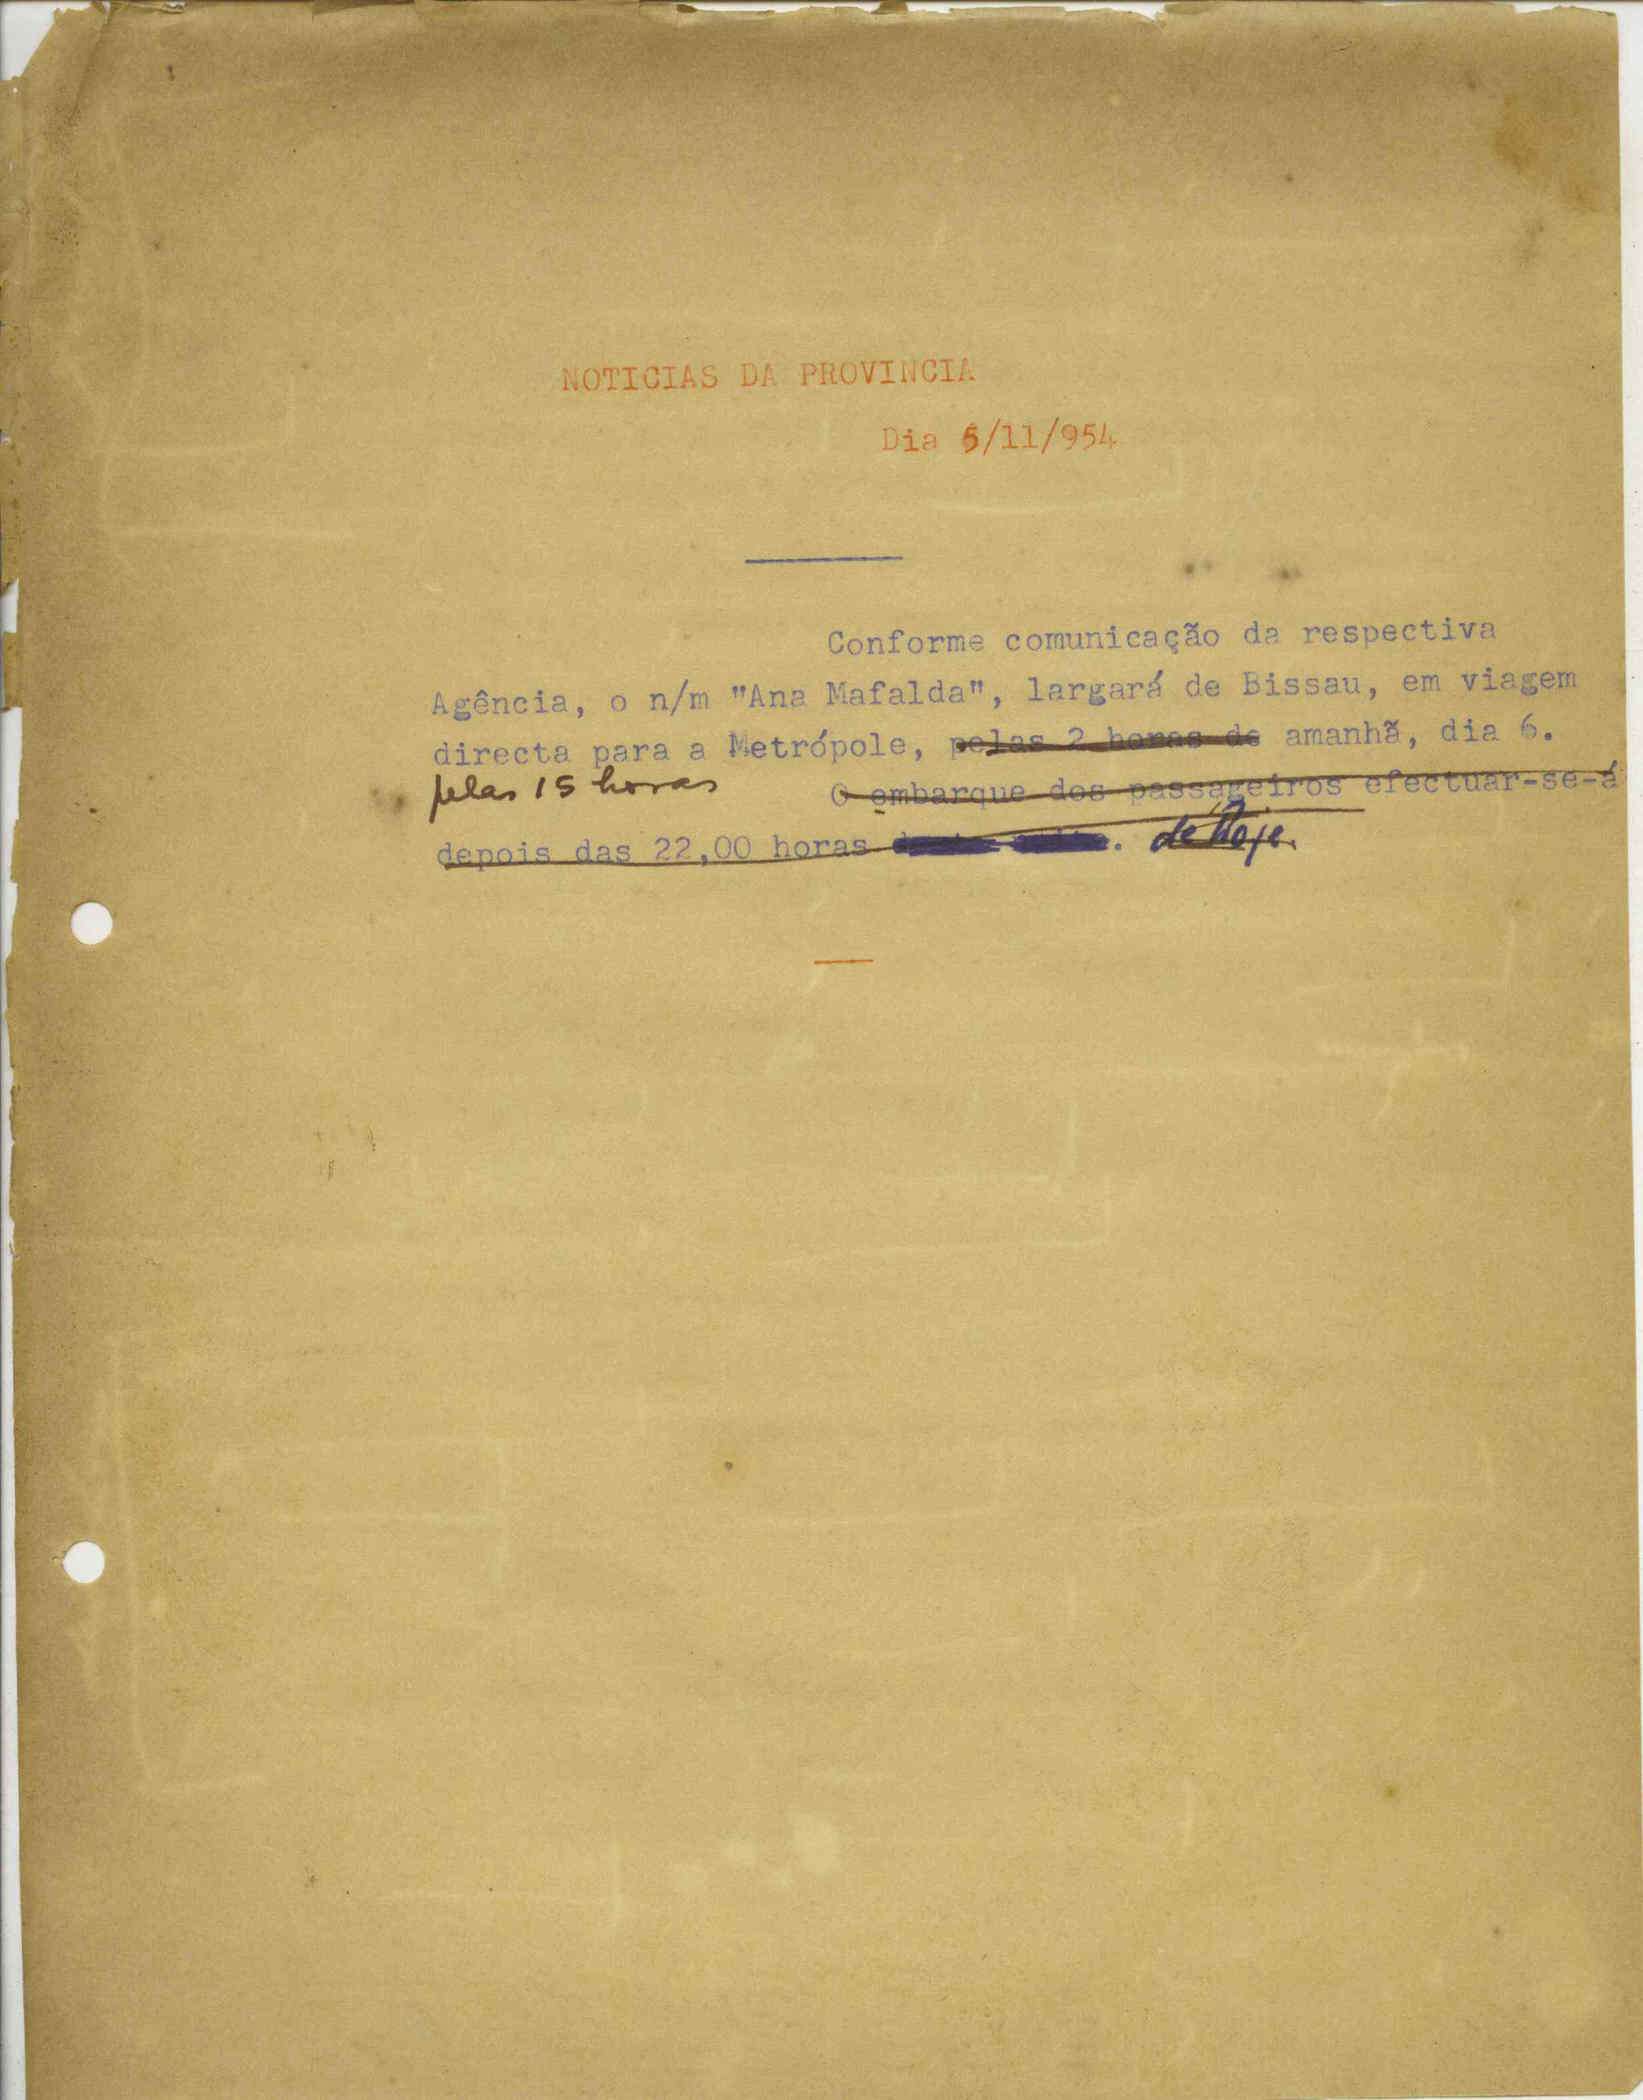 NOTICIAS DA PROVINCIA
Dia 5/11/954
Conforme comunicação da respectiva
Agência, o n/m "Ana Mafalda", largará de Bissau, em viagem
directa para a Metrópole, pelas 2 horas de amanhã, dia 6.
pelas 15 horas
O embarque dos passageiros efectuar-se-á
depois das 22,00 horas . de hoje.